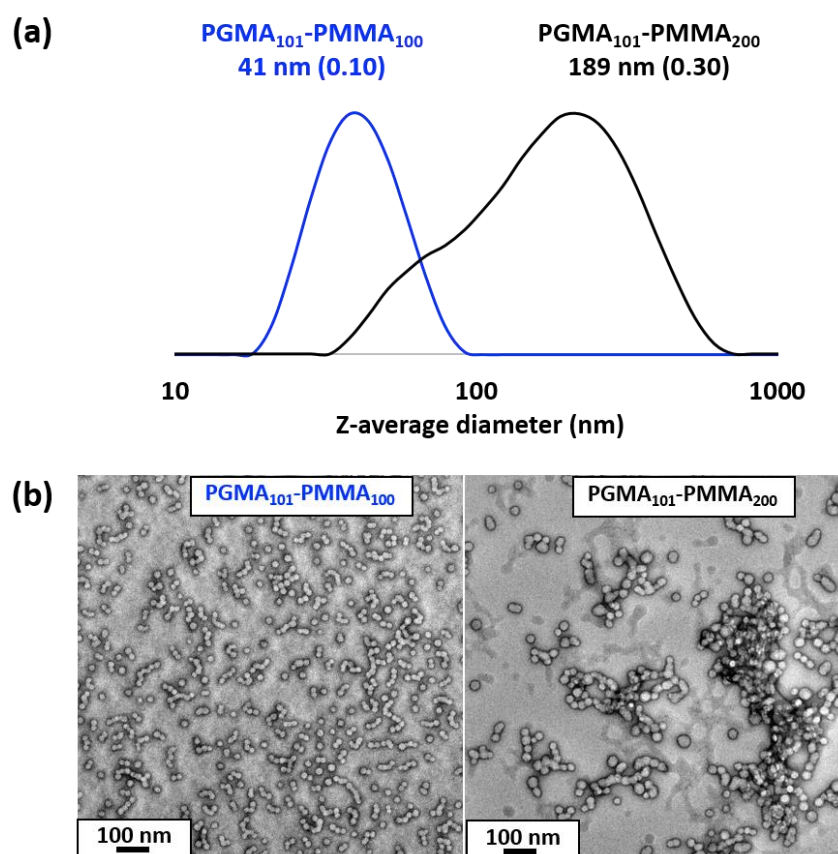 (a)
PGMA₁₀₁-PMMA₁₀₀ PGMA₁₀₁-PMMA₂₀₀
41 nm (0.10) 189 nm (0.30)
10 100 1000
Z-average diameter (nm)
(b)
PGMA₁₀₁-PMMA₁₀₀ PGMA₁₀₁-PMMA₂₀₀
100 nm 100 nm